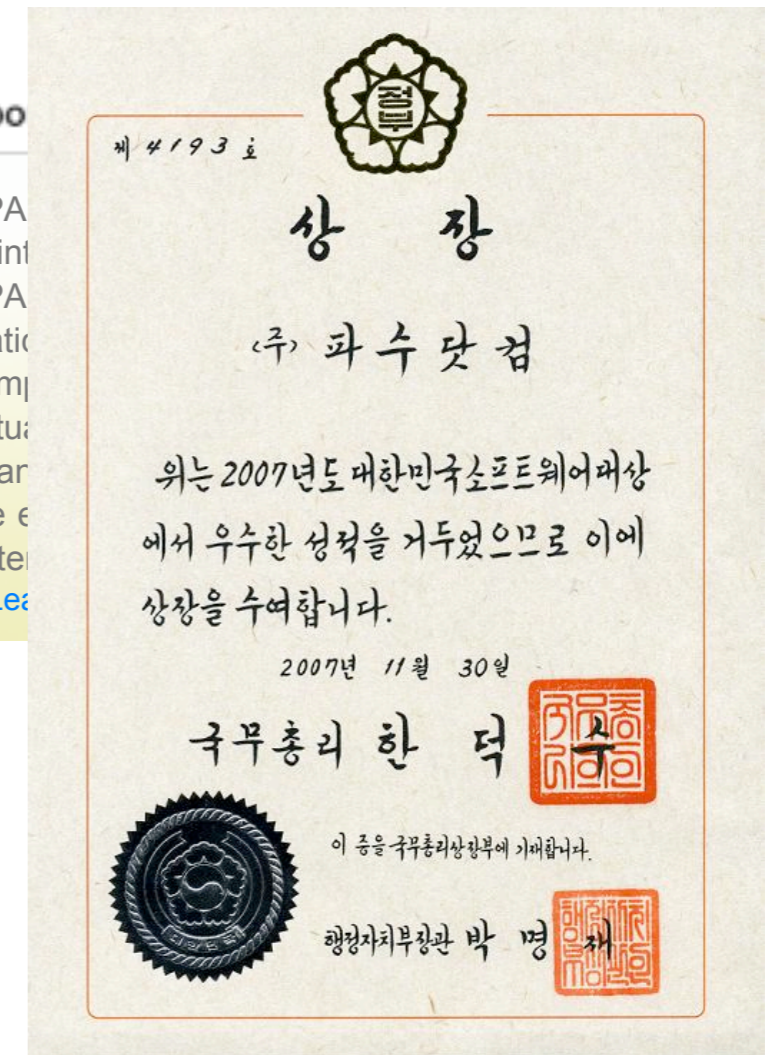 정부
제 4193 호
상 장
(주) 파수닷컴
위는 2007년도 대한민국소프트웨어대상
에서 우수한 성적을 거두었으므로 이에
상장을 수여합니다.
2007년 11월 30일
국무총리 한 덕 수
이 증을 국무총리상장부에 기재합니다.
행정자치부장관 박 명 재